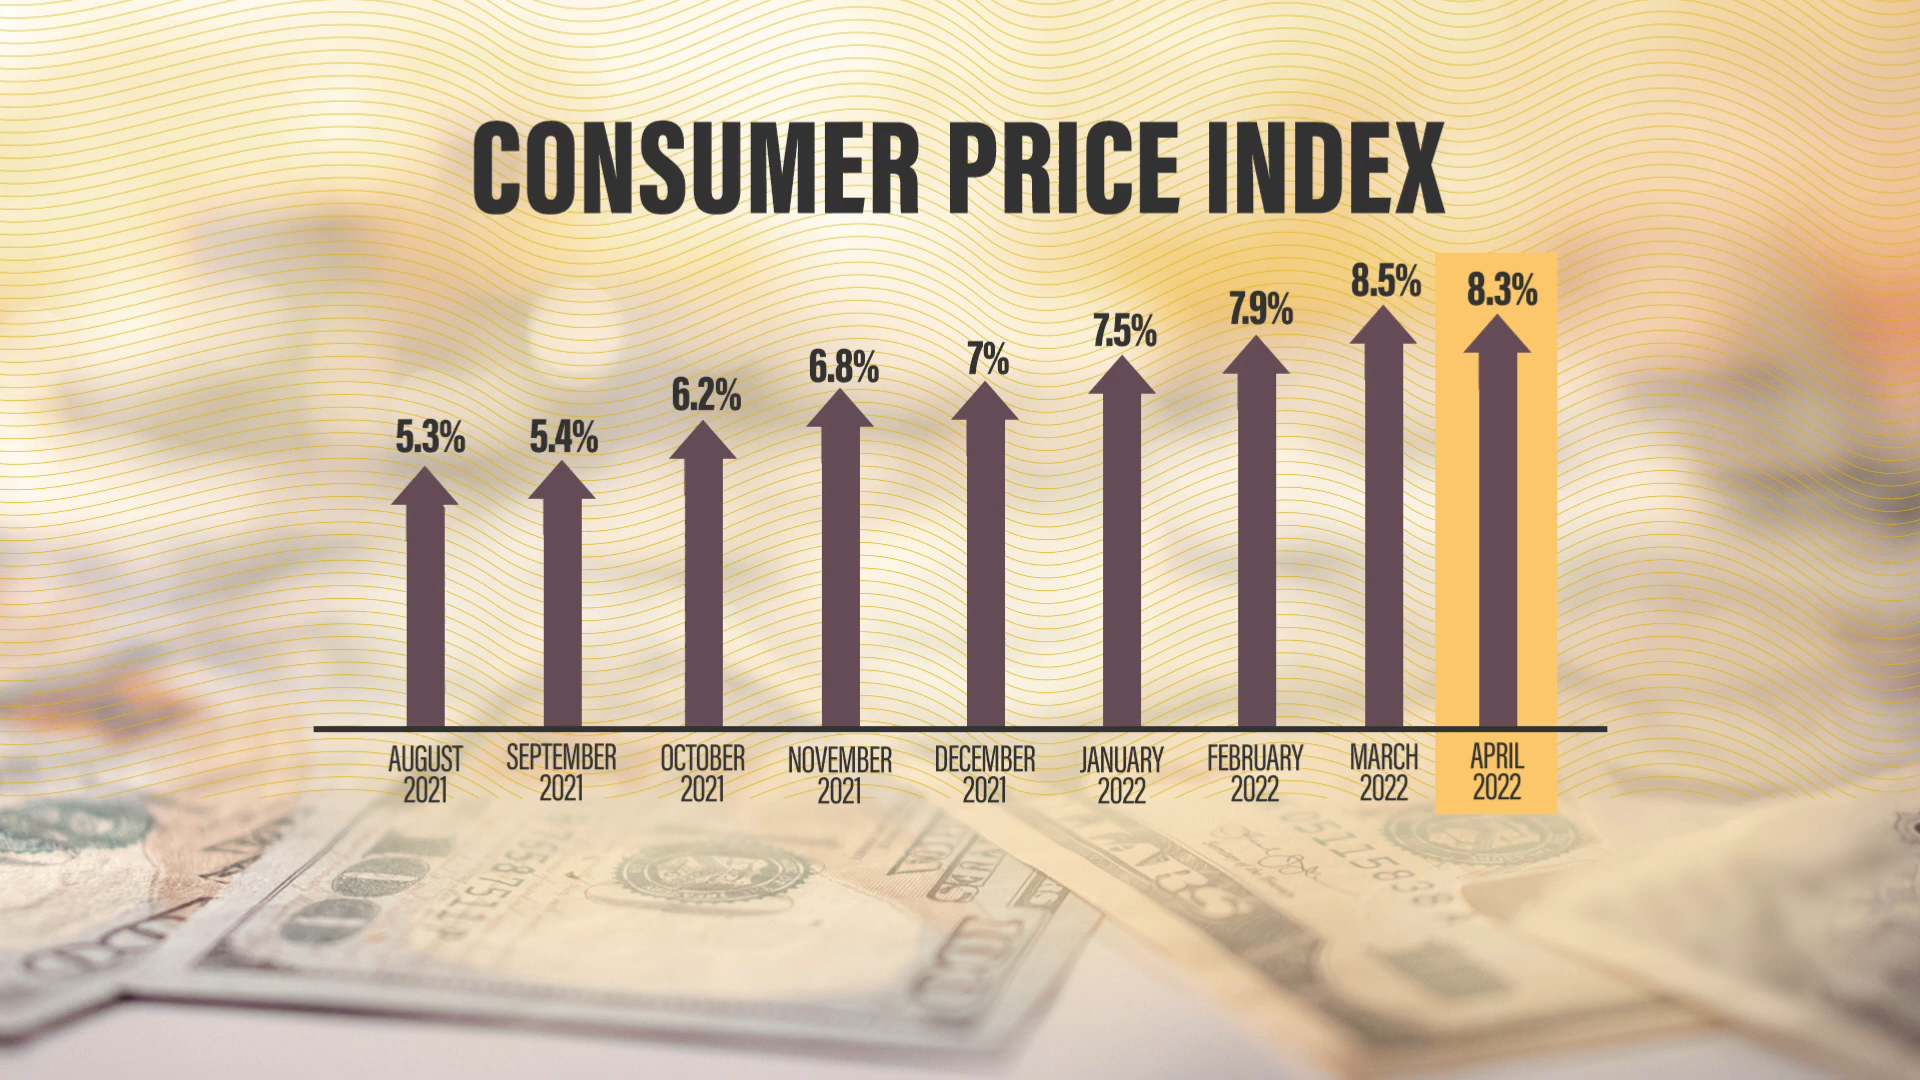 CONSUMER PRICE INDEX
5.3%
5.4%
6.2%
6.8%
7%
7.5%
7.9%
8.5%
8.3%
AUGUST
2021
SEPTEMBER
2021
OCTOBER
2021
NOVEMBER
2021
DECEMBER
2021
JANUARY
2022
FEBRUARY
2022
MARCH
2022
APRIL
2022
100